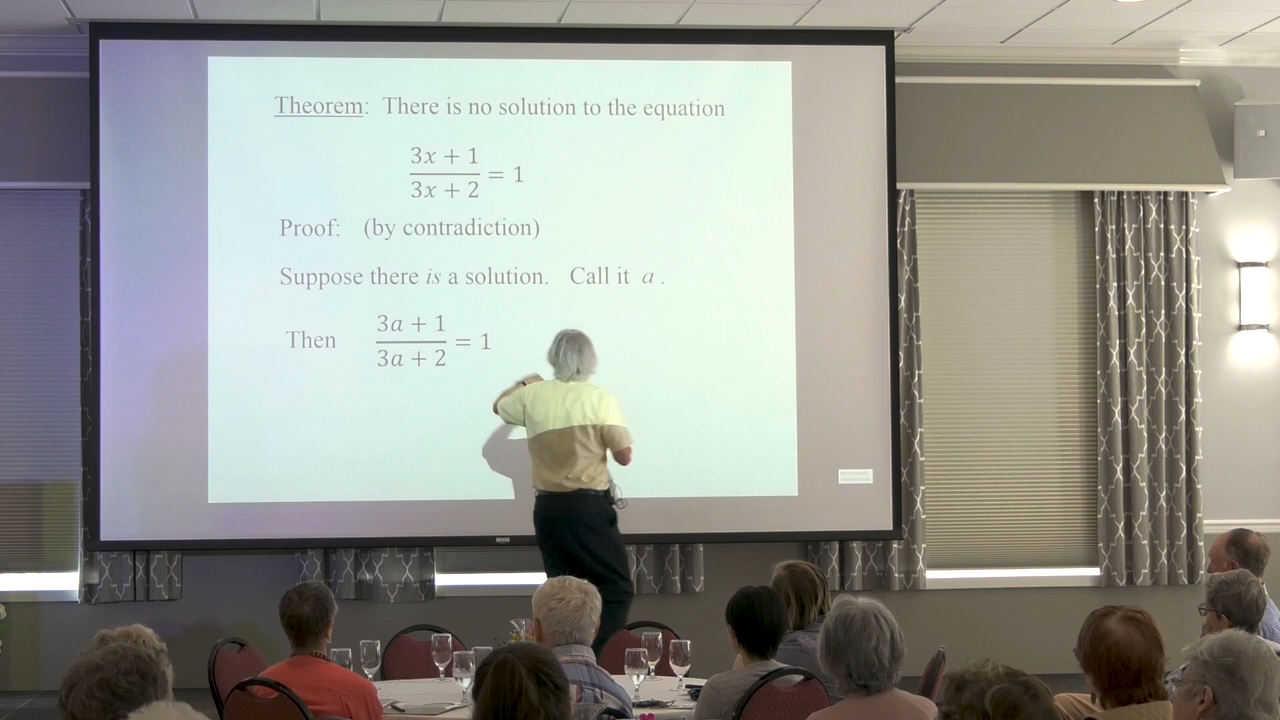 Theorem: There is no solution to the equation
3x + 1
3x + 2
= 1
Proof: (by contradiction)
Suppose there is a solution. Call it a .
Then
3a + 1
3a + 2
= 1